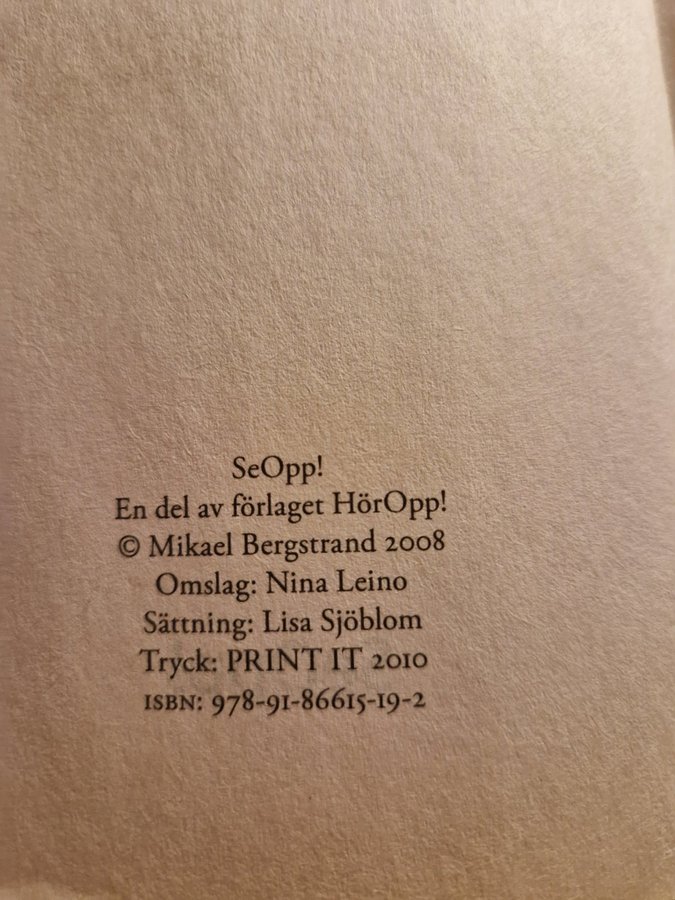 SeOpp!
En del av förlaget HörOpp!
© Mikael Bergstrand 2008
Omslag: Nina Leino
Sättning: Lisa Sjöblom
Tryck: PRINT IT 2010
ISBN: 978-91-86615-19-2